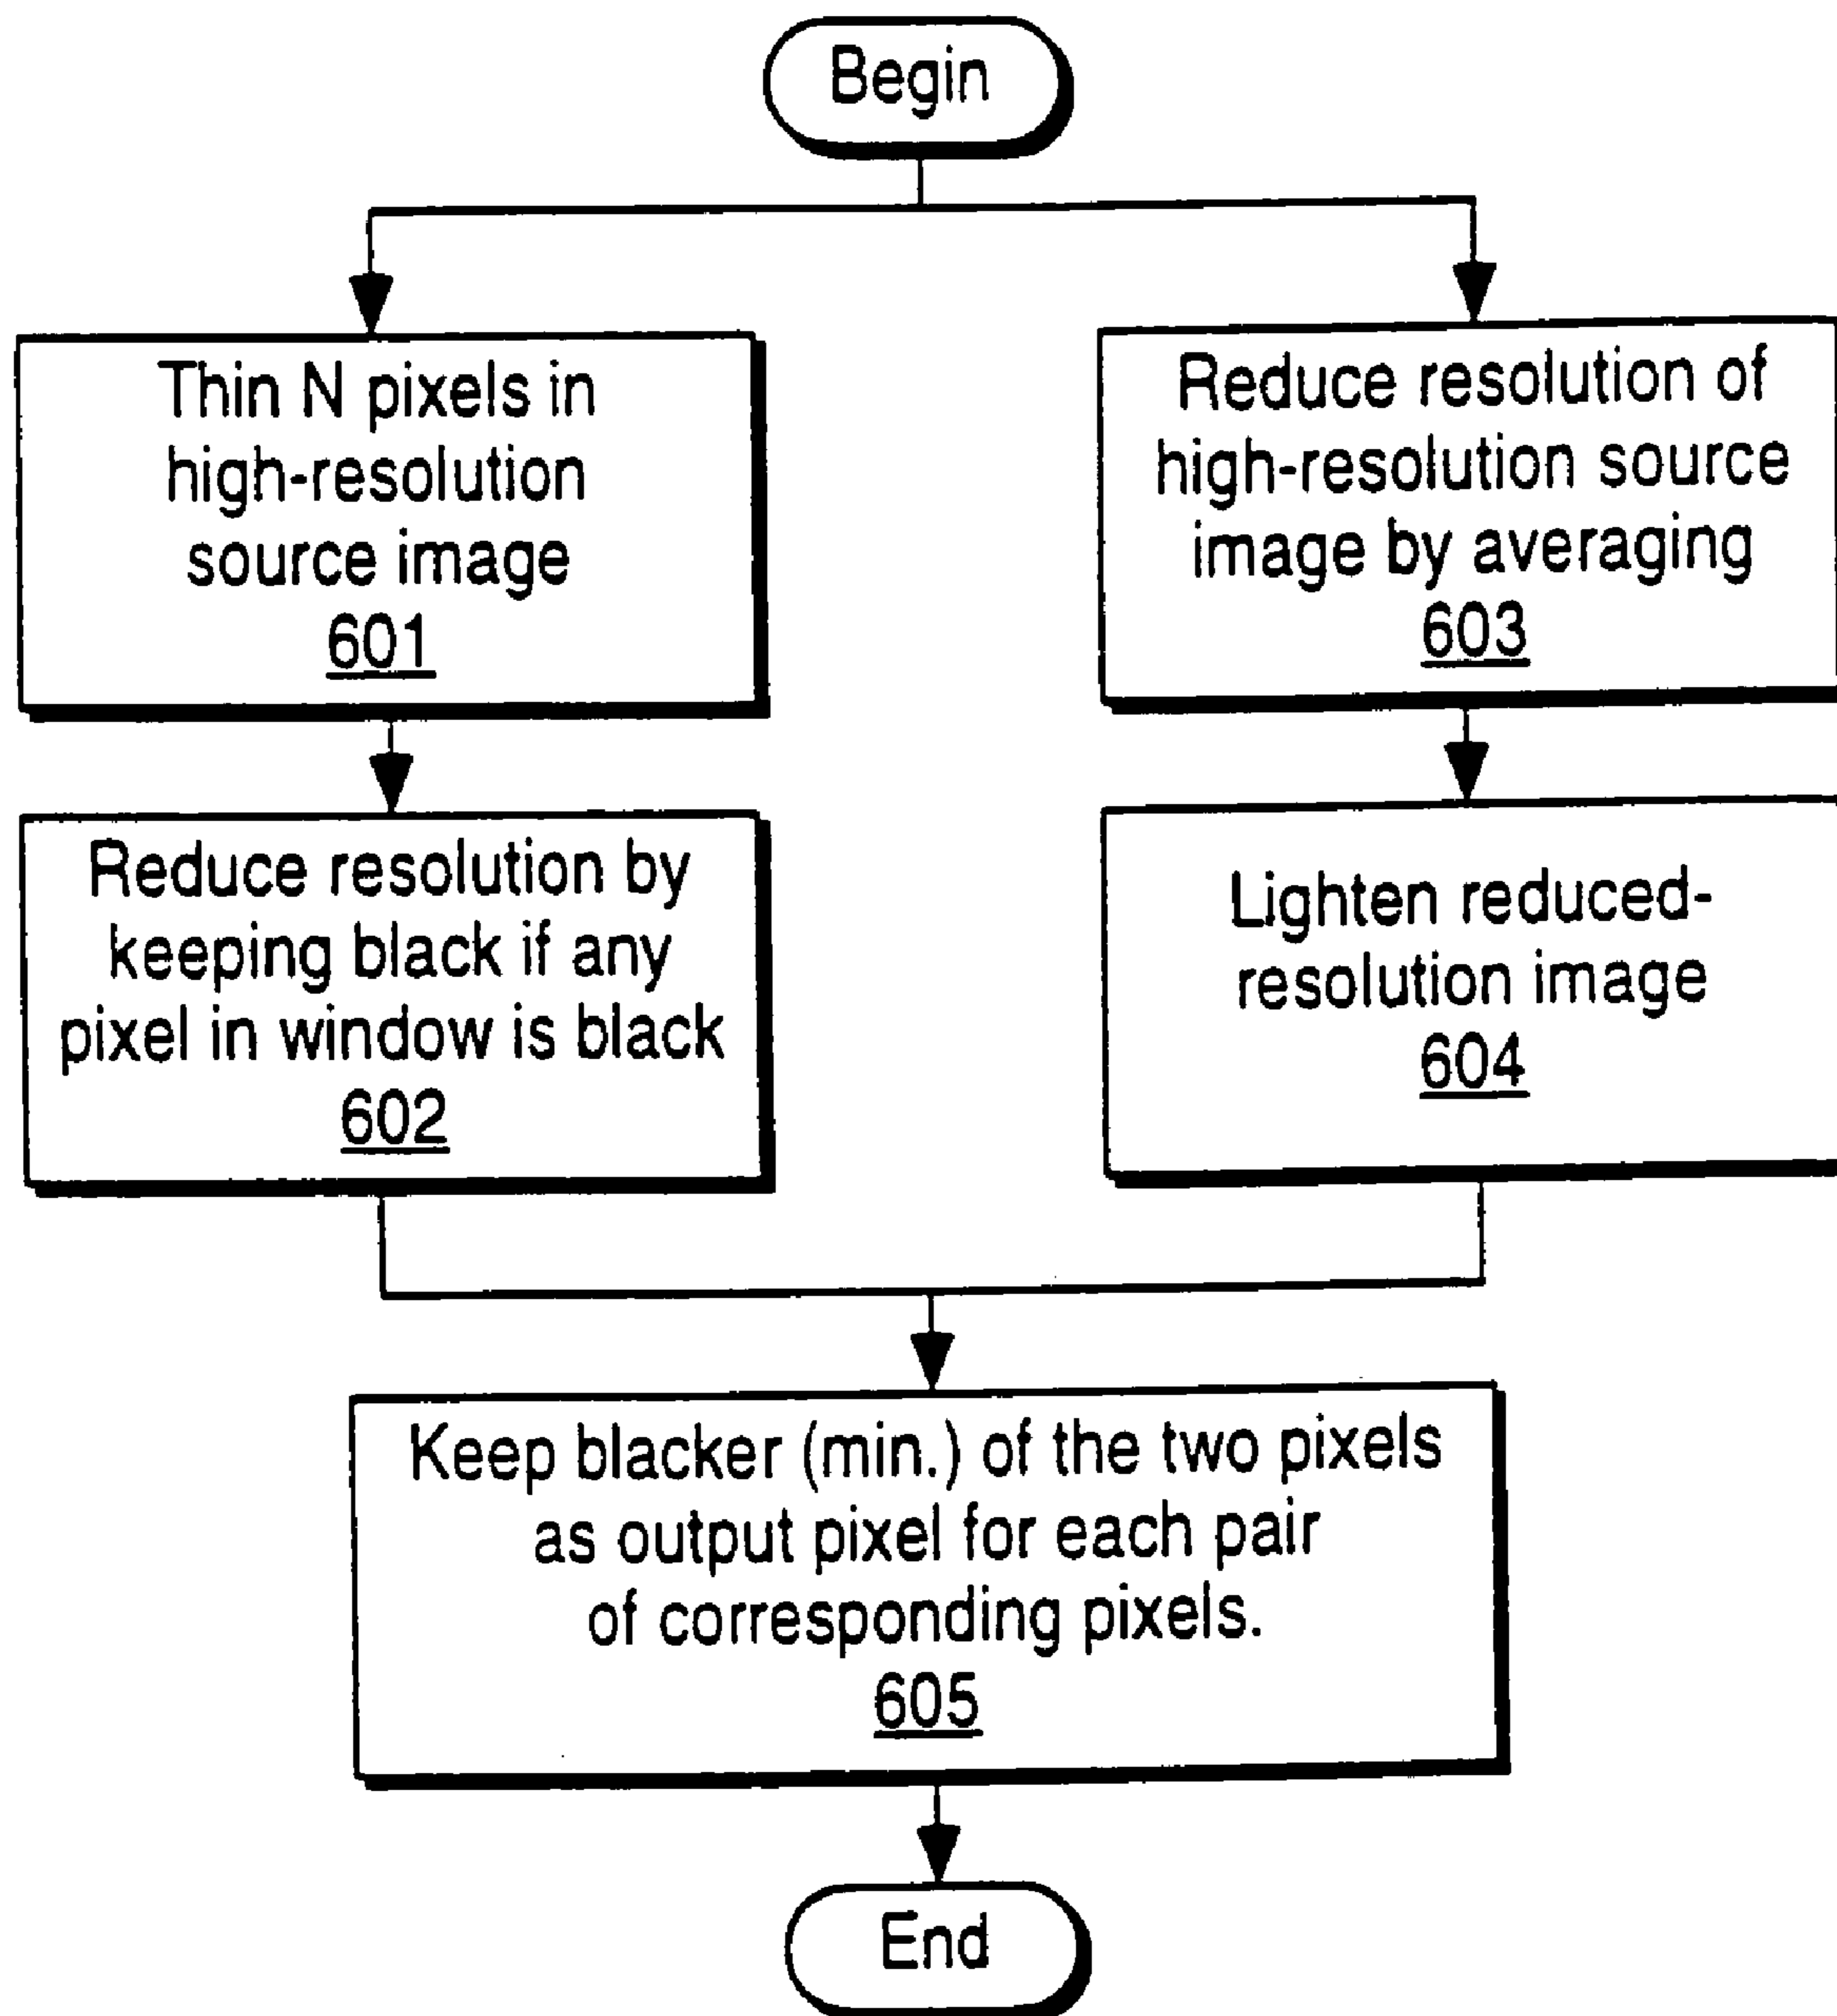 Begin
Thin N pixels in
high-resolution
source image
601
Reduce resolution of
high-resolution source
image by averaging
603
Reduce resolution by
keeping black if any
pixel in window is black
602
Lighten reduced-
resolution image
604
Keep blacker (min.) of the two pixels
as output pixel for each pair
of corresponding pixels.
605
End